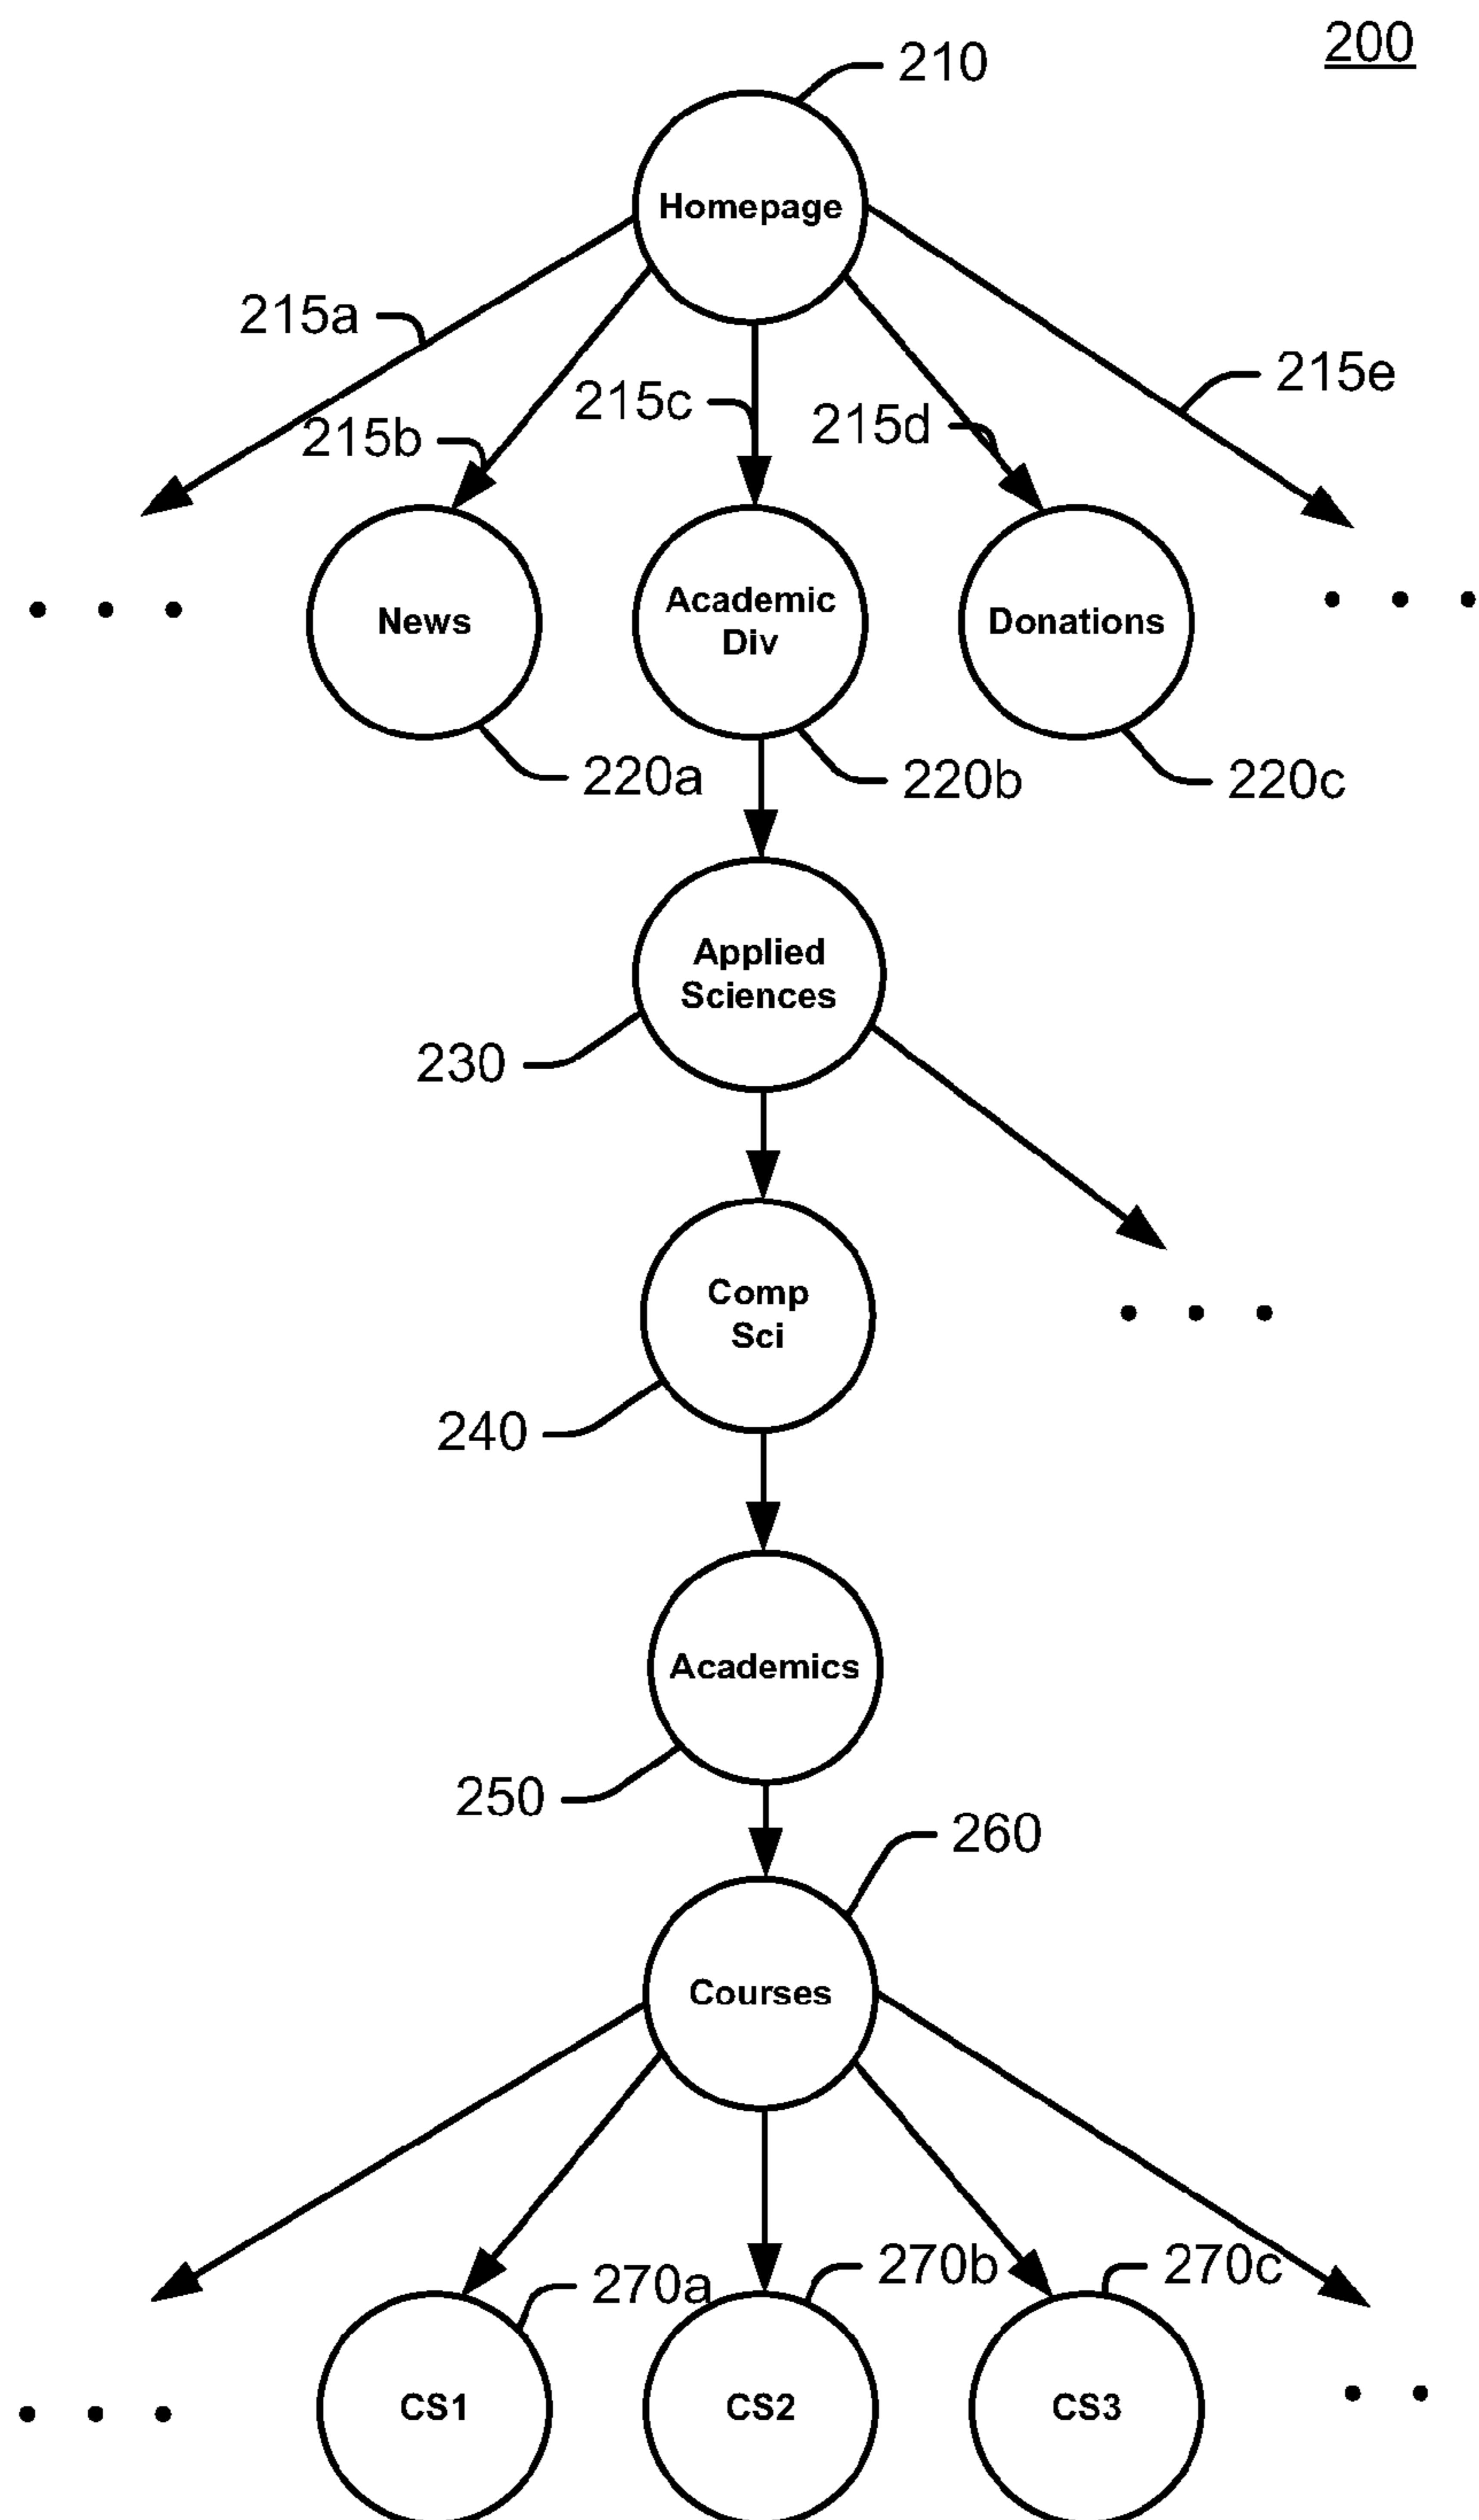 200
210
Homepage
215a
215e
215c
215d
215b
Academic
Div
News
Donations
220a
220b
220c
Applied
Sciences
230
Comp
Sci
240
Academics
250
260
Courses
270a
270b
270c
CS1
CS2
CS3